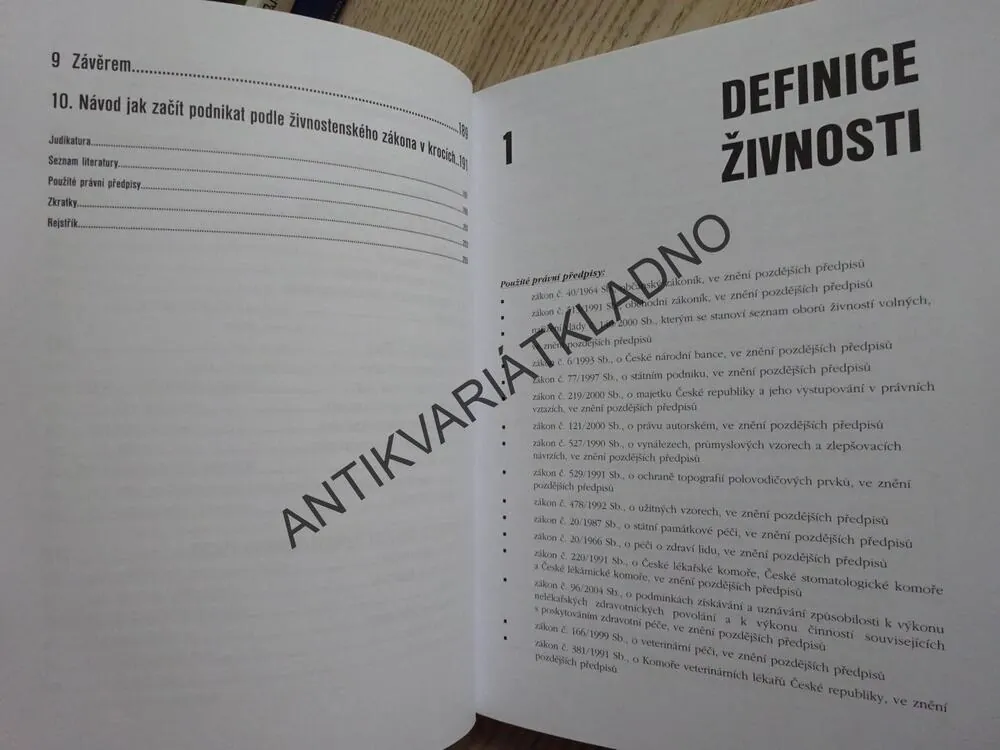 9 Závěrem........189
10. Návod jak začít podnikat podle živnostenského zákona v krocích..191
Judikatura
Seznam literatury
Použité právní předpisy
Zkratky
Rejstřík
1
DEFINICE
ŽIVNOSTI
Použité právní předpisy:
zákon č. 40/1964 Sb., občanský zákoník, ve znění pozdějších předpisů
zákon č. 513/1991 Sb., obchodní zákoník, ve znění pozdějších předpisů
nařízení vlády 2000 Sb., kterým se stanoví seznam oborů živností volných,
ve znění pozdějších předpisů
zákon č. 6/1993 Sb., o České národní bance, ve znění pozdějších předpisů
zákon č. 77/1997 Sb., o státním podniku, ve znění pozdějších předpisů
zákon č. 219/2000 Sb., o majetku České republiky a jeho vystupování v právních
vztazích, ve znění pozdějších předpisů
zákon č. 121/2000 Sb., o právu autorském, ve znění pozdějších předpisů
zákon č. 527/1990 Sb., o vynálezech, průmyslových vzorech a zlepšovacích
návrzích, ve znění pozdějších předpisů
zákon č. 529/1991 Sb., o ochraně topografií polovodičových prvků, ve znění
pozdějších předpisů
zákon č. 478/1992 Sb., o užitných vzorech, ve znění pozdějších předpisů
zákon č. 20/1987 Sb., o státní památkové péči, ve znění pozdějších předpisů
zákon č. 20/1966 Sb., o péči o zdraví lidu, ve znění pozdějších předpisů
zákon č. 220/1991 Sb., o České lékařské komoře, České stomatologické komoře
a České lékárnické komoře, ve znění pozdějších předpisů
zákon č. 96/2004 Sb., o podmínkách získávání a uznávání způsobilosti k výkonu
nelékařských zdravotnických povolání a k výkonu činností souvisejících
s poskytováním zdravotní péče, ve znění pozdějších předpisů
zákon č. 166/1999 Sb., o veterinární péči, ve znění pozdějších předpisů
zákon č. 381/1991 Sb., o Komoře veterinárních lékařů České republiky, ve znění
pozdějších předpisů
ANTIKVARIÁTKLADNO